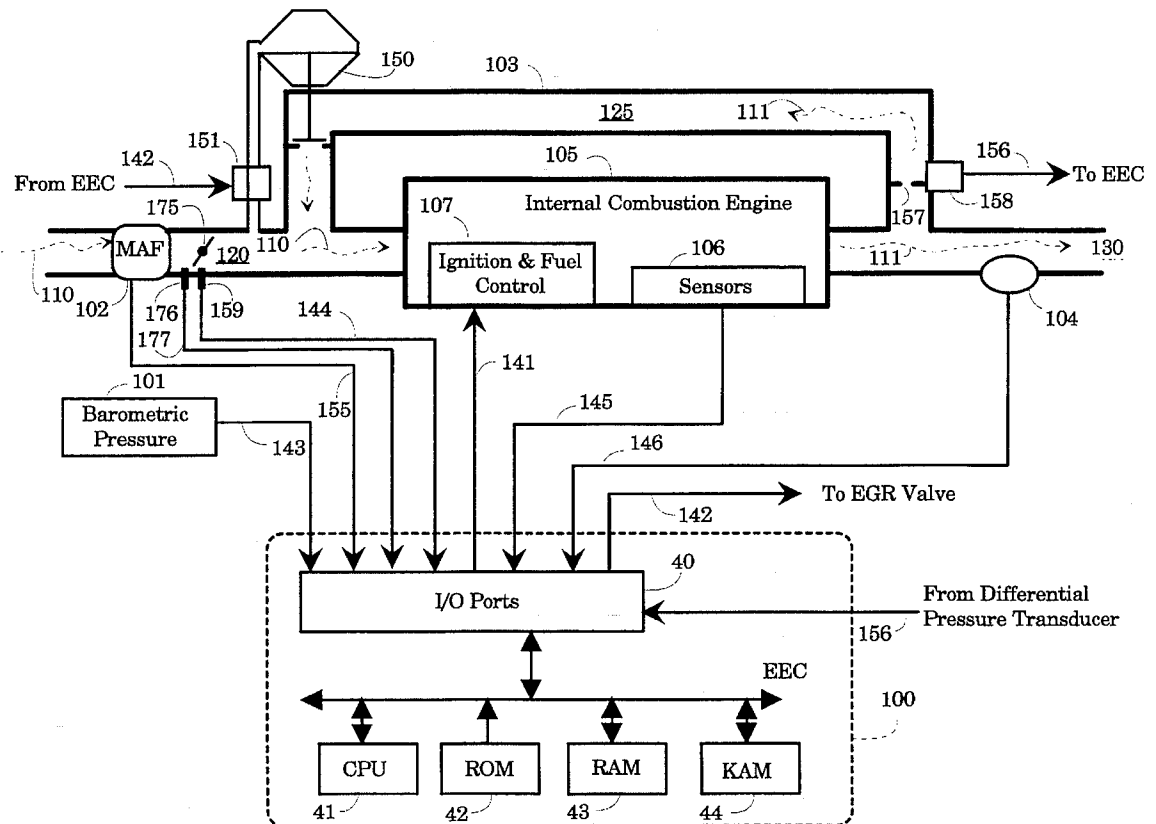 150
103
125
111
151
142
From EEC
105
156
To EEC
175
107
Internal Combustion Engine
157
158
MAF
120
110
106
130
Ignition & Fuel
Control
Sensors
111
110
102
176
159
144
104
177
141
101
155
145
Barometric
Pressure
143
146
142
To EGR Valve
40
I/O Ports
From Differential
Pressure Transducer
156
EEC
100
CPU
ROM
RAM
KAM
41
42
43
44